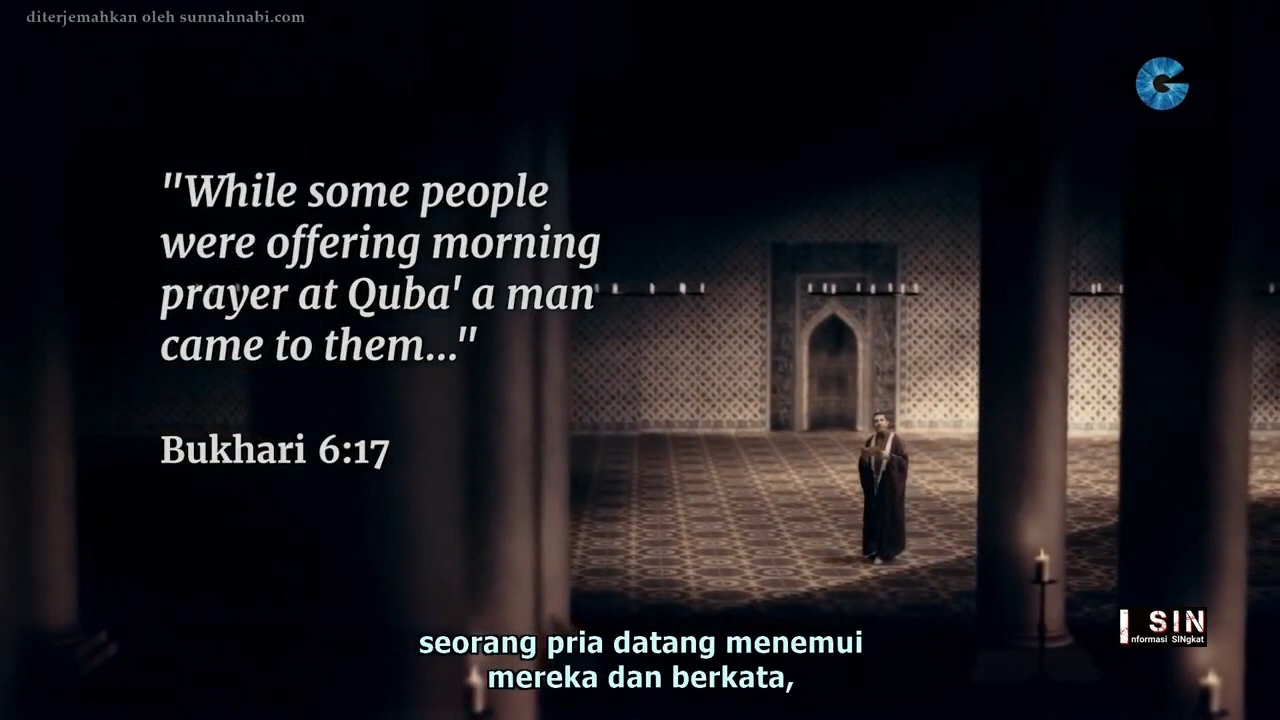 diterjemahkan oleh sunnahnabi.com
"While some people
were offering morning
prayer at Quba' a man
came to them..."
Bukhari 6:17
I SIN
nformasi SINgkat
seorang pria datang menemui
mereka dan berkata,